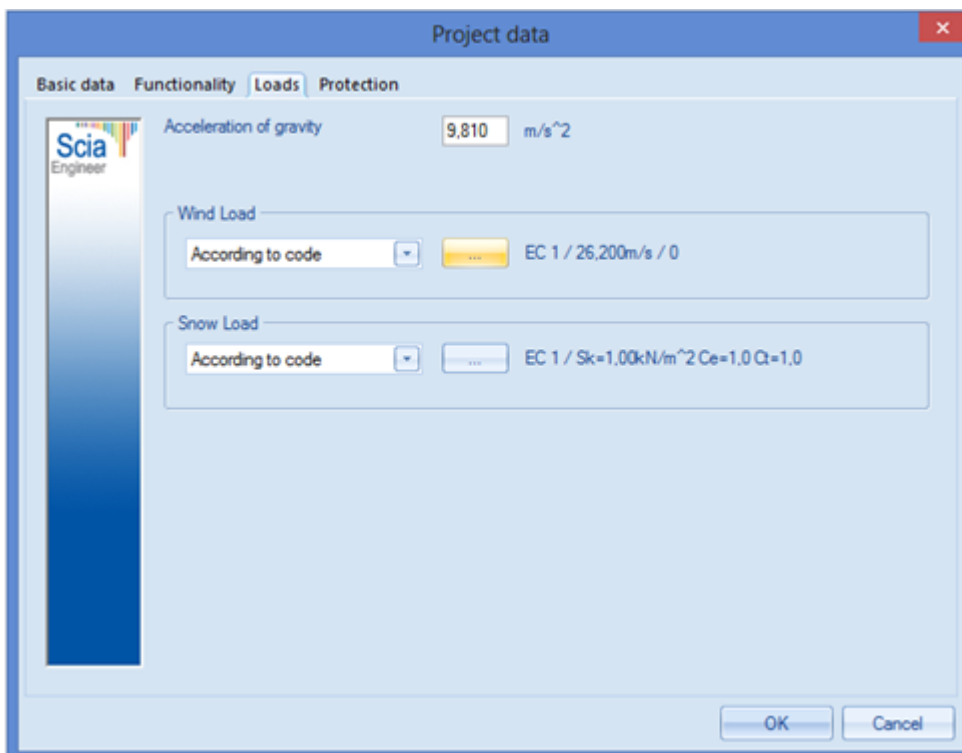 Project data
Basic data Functionality Loads Protection
Scia
Engineer
Acceleration of gravity 9,810 m/s^2
Wind Load
According to code ... EC 1 / 26,200m/s / 0
Snow Load
According to code ... EC 1 / Sk=1,00kN/m^2 Ce=1,0 Ct=1,0
OK Cancel